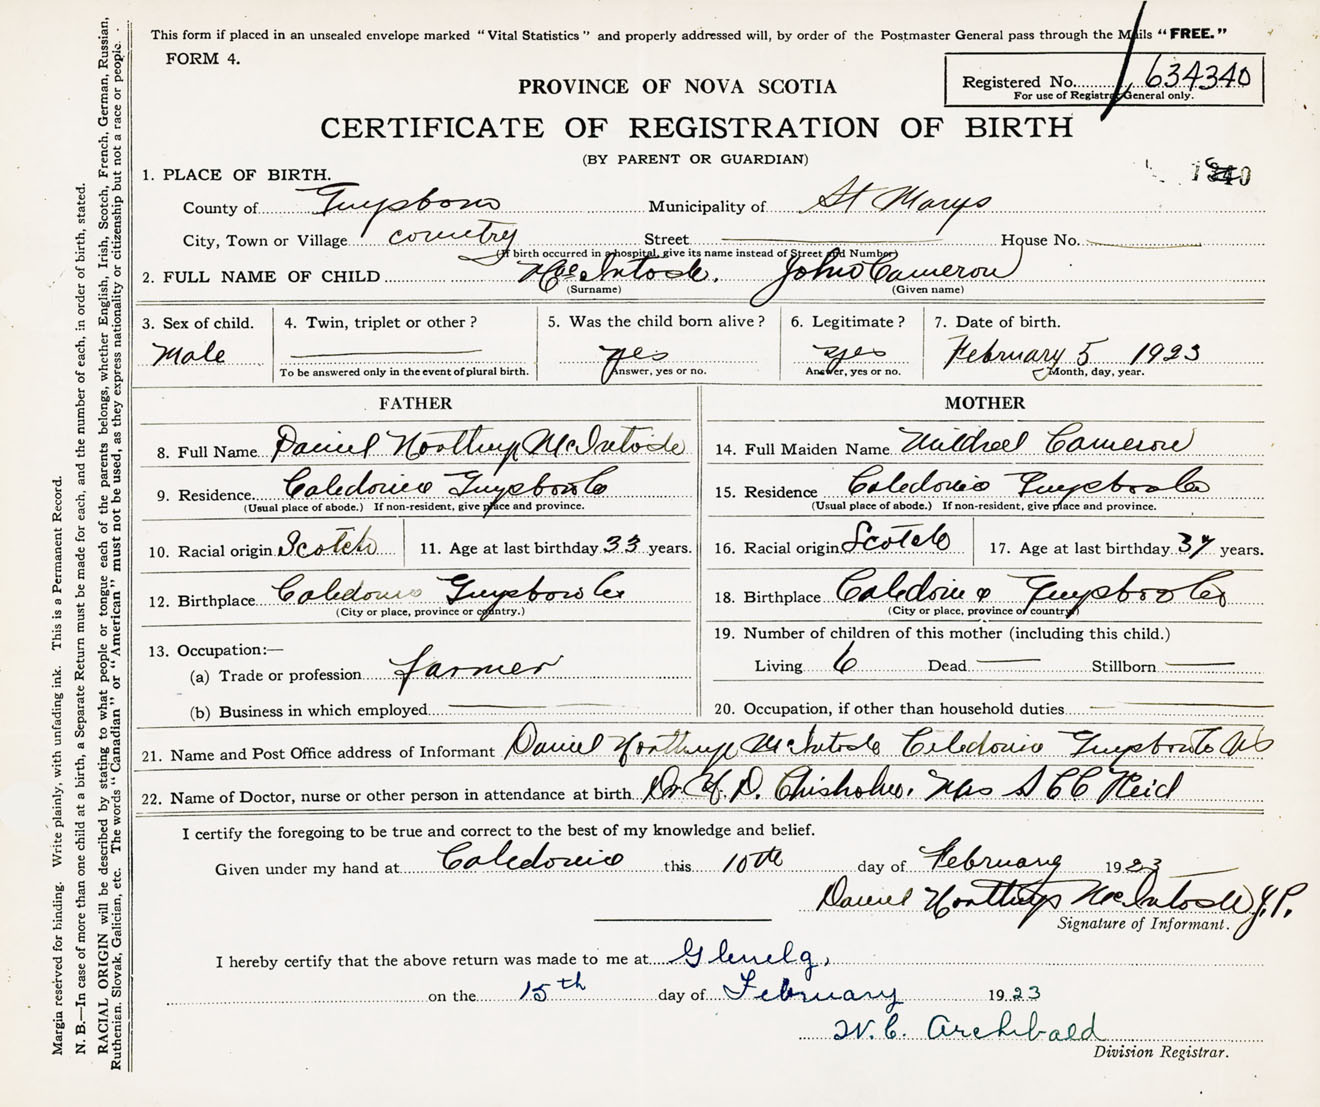 This form if placed in an unsealed envelope marked "Vital Statistics" and properly addressed will, by order of the Postmaster General pass through the Mails "FREE."
FORM 4.
PROVINCE OF NOVA SCOTIA
Registered No. 634340
For use of Registrar General only.
CERTIFICATE OF REGISTRATION OF BIRTH
(BY PARENT OR GUARDIAN)
1. PLACE OF BIRTH.
County of Guysboro Municipality of St Marys
City, Town or Village country Street House No.
(If birth occurred in a hospital, give its name instead of Street and Number)
2. FULL NAME OF CHILD MacIntosh. John Cameron
(Surname) (Given name)
3. Sex of child. 4. Twin, triplet or other? 5. Was the child born alive? 6. Legitimate? 7. Date of birth.
Male yes yes February 5 1923
To be answered only in the event of plural birth. Answer, yes or no. Answer, yes or no. Month, day, year.
FATHER MOTHER
8. Full Name Daniel Northup McIntosh 14. Full Maiden Name Mildred Cameron
9. Residence Caledonia Guysboro Co 15. Residence Caledonia Guysboro Co
(Usual place of abode.) If non-resident, give place and province. (Usual place of abode.) If non-resident, give place and province.
10. Racial origin Scotch 11. Age at last birthday 33 years. 16. Racial origin Scotch 17. Age at last birthday years.
12. Birthplace Caledonia Guysboro Co 18. Birthplace Caledonia Guysboro Co
(City or place, province or country.) (City or place, province or country)
19. Number of children of this mother (including this child.)
13. Occupation:—
(a) Trade or profession farmer Living 6 Dead Stillborn
(b) Business in which employed 20. Occupation, if other than household duties
21. Name and Post Office address of Informant Daniel Northup McIntosh Caledonia Guysboro Co NS
22. Name of Doctor, nurse or other person in attendance at birth Dr. D. Chisholm. Mrs A C C Reid
I certify the foregoing to be true and correct to the best of my knowledge and belief.
Given under my hand at Caledonia this 10th day of February 1923
Daniel Northup McIntosh J.P.
Signature of Informant.
I hereby certify that the above return was made to me at Glenelg,
on the 15th day of February 1923
W. C. Archibald
Division Registrar.
Margin reserved for binding. Write plainly, with unfading ink. This is a Permanent Record.
N. B.—In case of more than one child at a birth, a Separate Return must be made for each, and the number of each, in order of birth, stated.
RACIAL ORIGIN will be described by stating to what people or tongue each of the parents belongs, whether English, Irish, Scotch, French, German, Russian,
Ruthenian, Slovak, Galician, etc. The words "Canadian" or "American" must not be used, as they express nationality or citizenship but not a race or people.